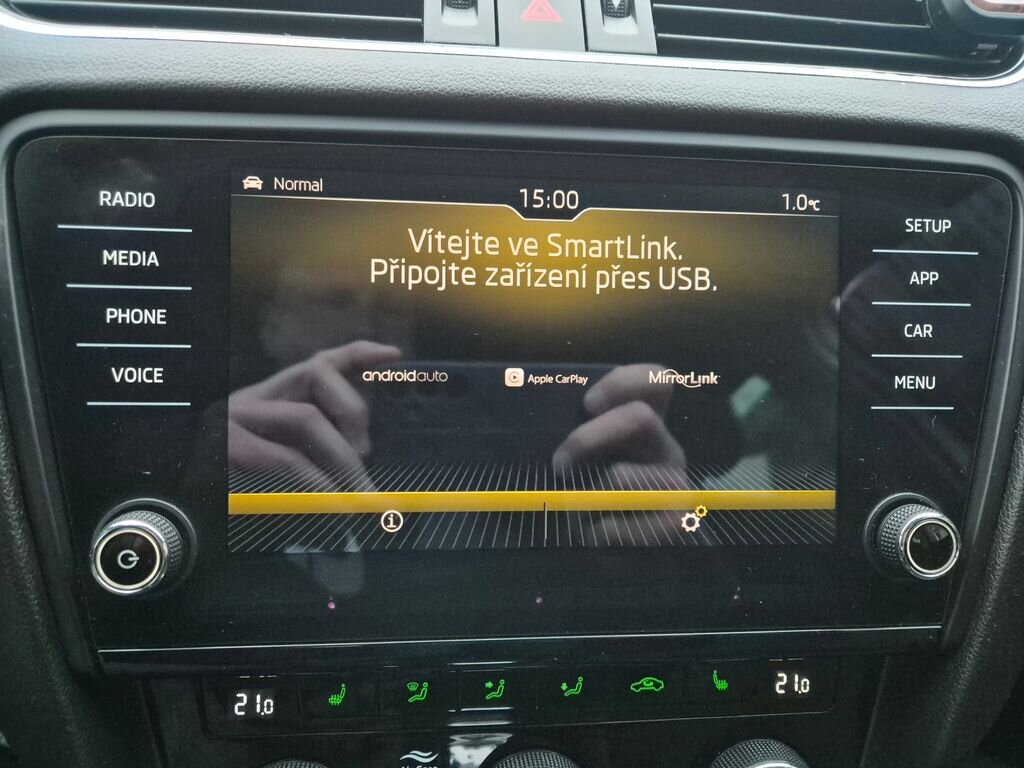 Normal
15:00
1.0°C
Vítejte ve SmartLink.
Připojte zařízení přes USB.
androidauto
Apple CarPlay
MirrorLink
RADIO
MEDIA
PHONE
VOICE
SETUP
APP
CAR
MENU
21.0
21.0